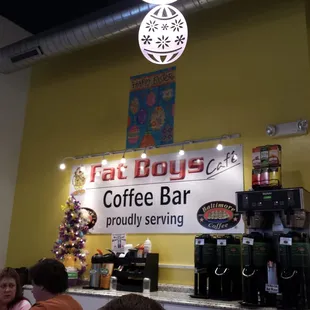 Fat Boys Café
Coffee Bar
proudly serving
Baltimore
Coffee